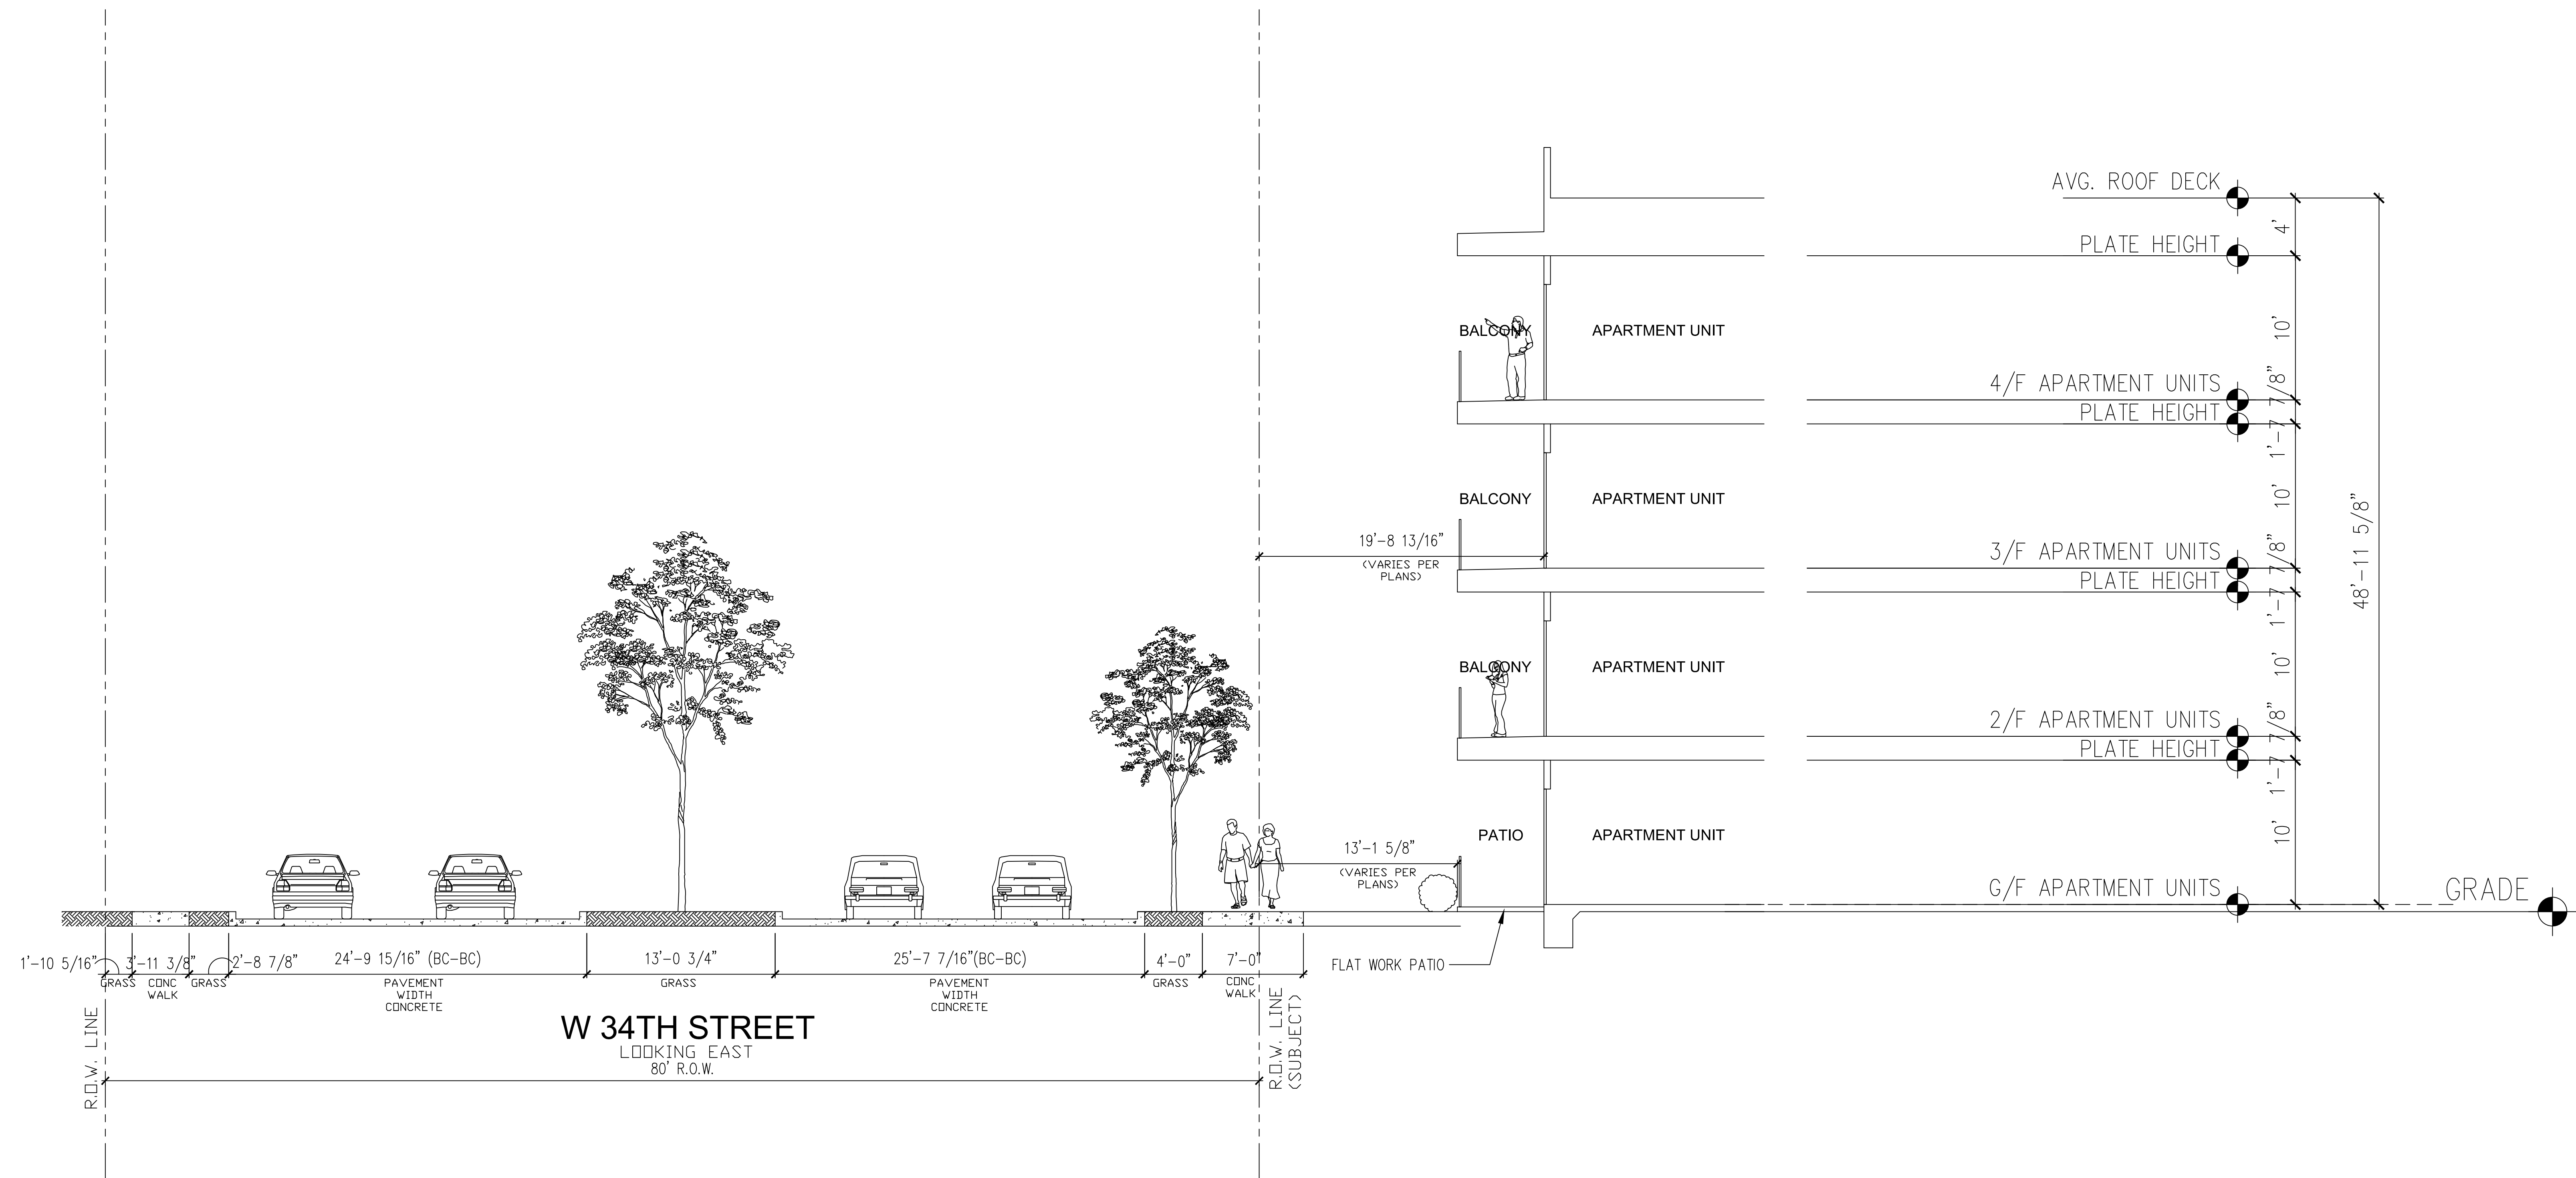 AVG. ROOF DECK
4'
PLATE HEIGHT
BALCONY
APARTMENT UNIT
10'
4/F APARTMENT UNITS
1'-7 7/8"
PLATE HEIGHT
BALCONY
APARTMENT UNIT
10'
48'-11 5/8"
19'-8 13/16"
(VARIES PER
PLANS)
3/F APARTMENT UNITS
1'-7 7/8"
PLATE HEIGHT
BALCONY
APARTMENT UNIT
10'
2/F APARTMENT UNITS
1'-7 7/8"
PLATE HEIGHT
PATIO
APARTMENT UNIT
10'
13'-1 5/8"
(VARIES PER
PLANS)
G/F APARTMENT UNITS
GRADE
1'-10 5/16"
3'-11 3/8"
2'-8 7/8"
24'-9 15/16" (BC-BC)
13'-0 3/4"
25'-7 7/16"(BC-BC)
4'-0"
7'-0"
FLAT WORK PATIO
GRASS
CONC
WALK
GRASS
PAVEMENT
WIDTH
CONCRETE
GRASS
PAVEMENT
WIDTH
CONCRETE
GRASS
CONC
WALK
R.O.W. LINE
W 34TH STREET
LOOKING EAST
80' R.O.W.
R.O.W. LINE
(SUBJECT)